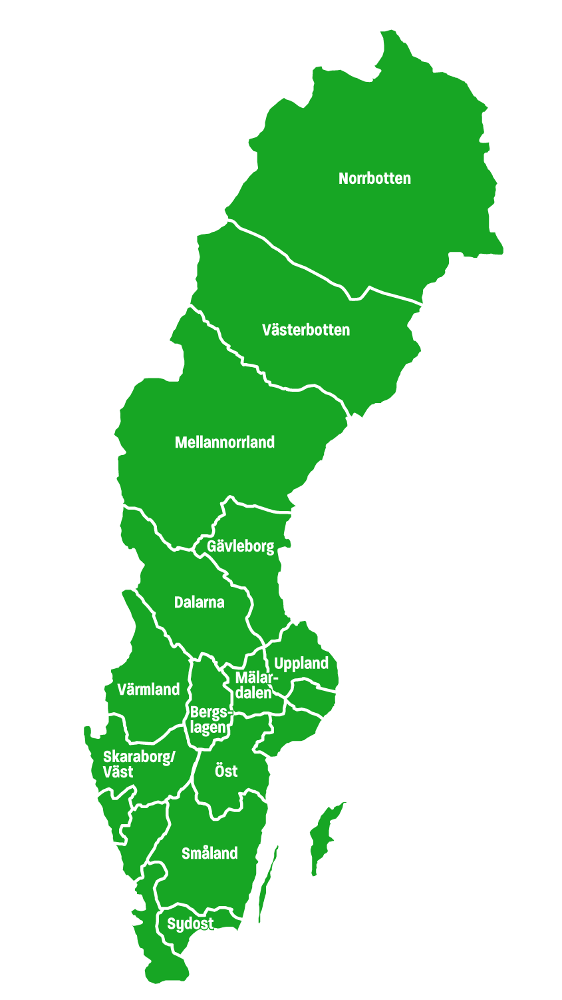 Norrbotten
Västerbotten
Mellannorrland
Gävleborg
Dalarna
Uppland
Mälar-
dalen
Värmland
Bergs-
lagen
Skaraborg/
Väst
Öst
Småland
Sydost